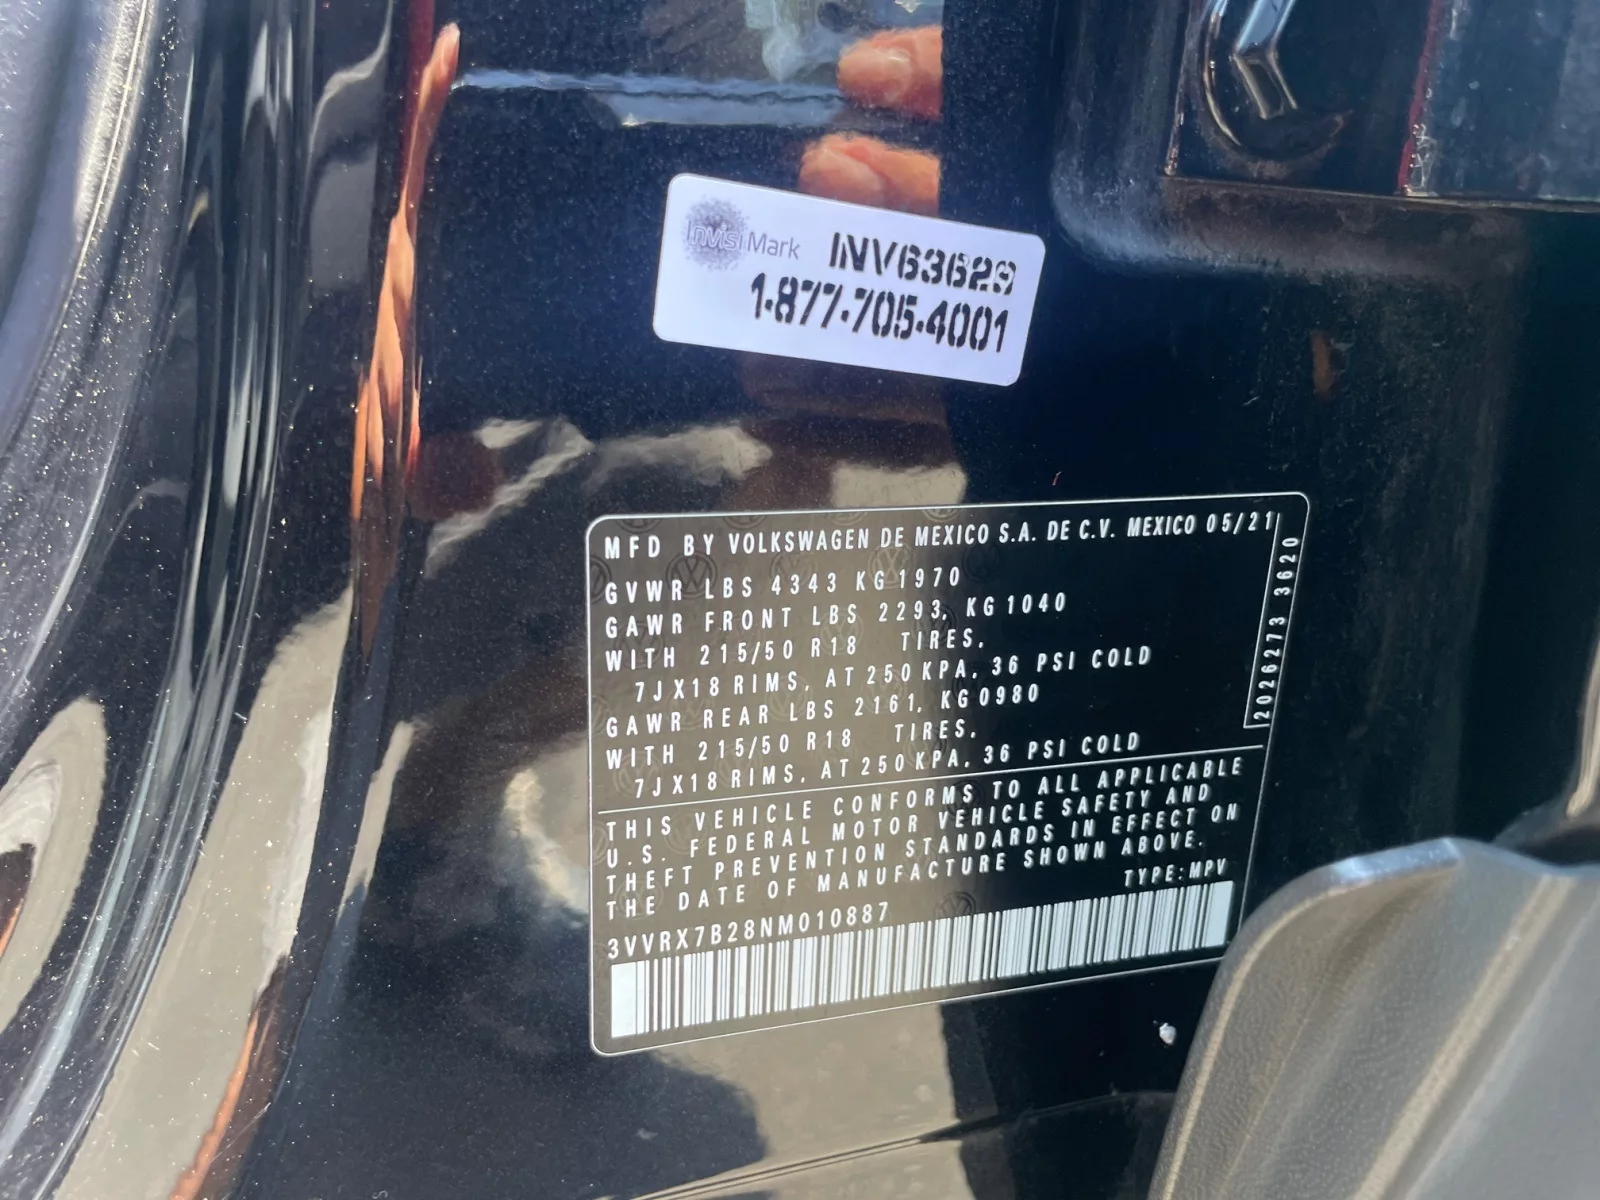 InvisiMark INV63629
1-877-705-4001
MFD BY VOLKSWAGEN DE MEXICO S.A. DE C.V. MEXICO 05/21
GVWR LBS 4343 KG 1970
GAWR FRONT LBS 2293, KG 1040
WITH 215/50 R18 TIRES,
7JX18 RIMS, AT 250 KPA, 36 PSI COLD
GAWR REAR LBS 2161, KG 0980
WITH 215/50 R18 TIRES,
7JX18 RIMS, AT 250 KPA, 36 PSI COLD
2026273 3620
THIS VEHICLE CONFORMS TO ALL APPLICABLE
U.S. FEDERAL MOTOR VEHICLE SAFETY AND
THEFT PREVENTION STANDARDS IN EFFECT ON
THE DATE OF MANUFACTURE SHOWN ABOVE.
TYPE: MPV
3VVRX7B28NM010887